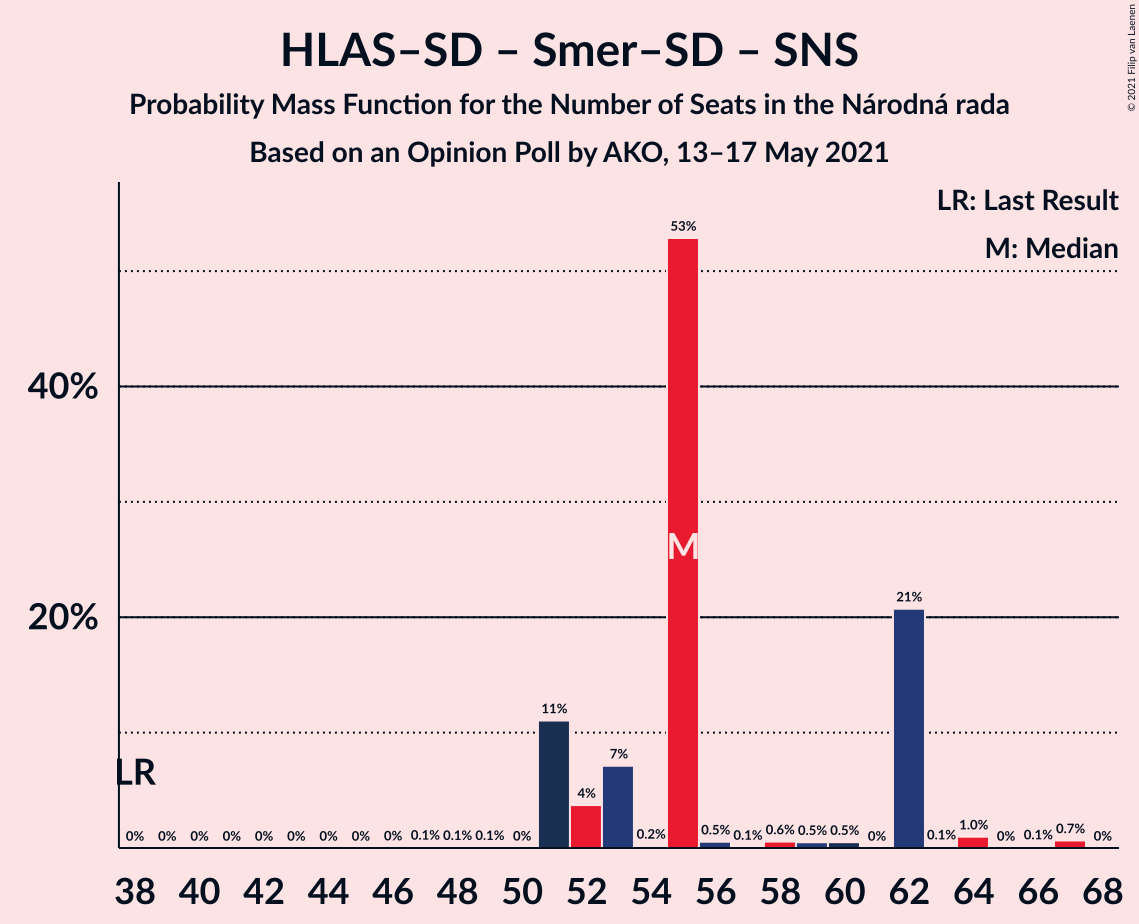 HLAS–SD – Smer–SD – SNS
Probability Mass Function for the Number of Seats in the Národná rada
Based on an Opinion Poll by AKO, 13–17 May 2021
© 2021 Filip van Laenen
LR: Last Result
M: Median
53%
40%
M
21%
20%
11%
7%
LR
4%
0% 0% 0% 0% 0% 0% 0% 0% 0% 0.1% 0.1% 0.1% 0% 0.2% 0.5% 0.1% 0.6% 0.5% 0.5% 0% 0.1% 1.0% 0% 0.1% 0.7% 0%
38 40 42 44 46 48 50 52 54 56 58 60 62 64 66 68